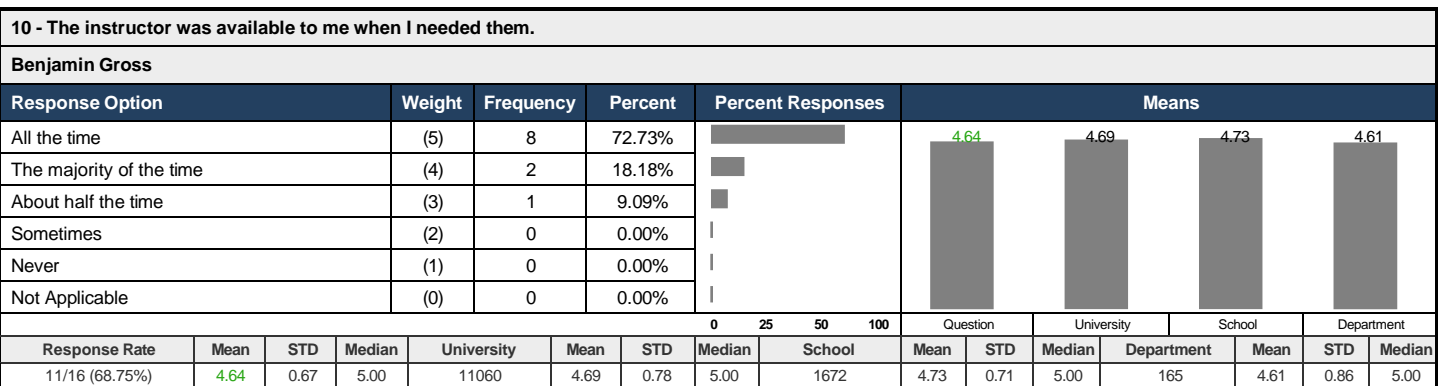 10 - The instructor was available to me when I needed them.
Benjamin Gross
Response Option Weight Frequency Percent Percent Responses Means
All the time (5) 8 72.73% 4.64 4.69 4.73 4.61
The majority of the time (4) 2 18.18%
About half the time (3) 1 9.09%
Sometimes (2) 0 0.00%
Never (1) 0 0.00%
Not Applicable (0) 0 0.00%
0 25 50 100 Question University School Department
Response Rate Mean STD Median University Mean STD Median School Mean STD Median Department Mean STD Median
11/16 (68.75%) 4.64 0.67 5.00 11060 4.69 0.78 5.00 1672 4.73 0.71 5.00 165 4.61 0.86 5.00